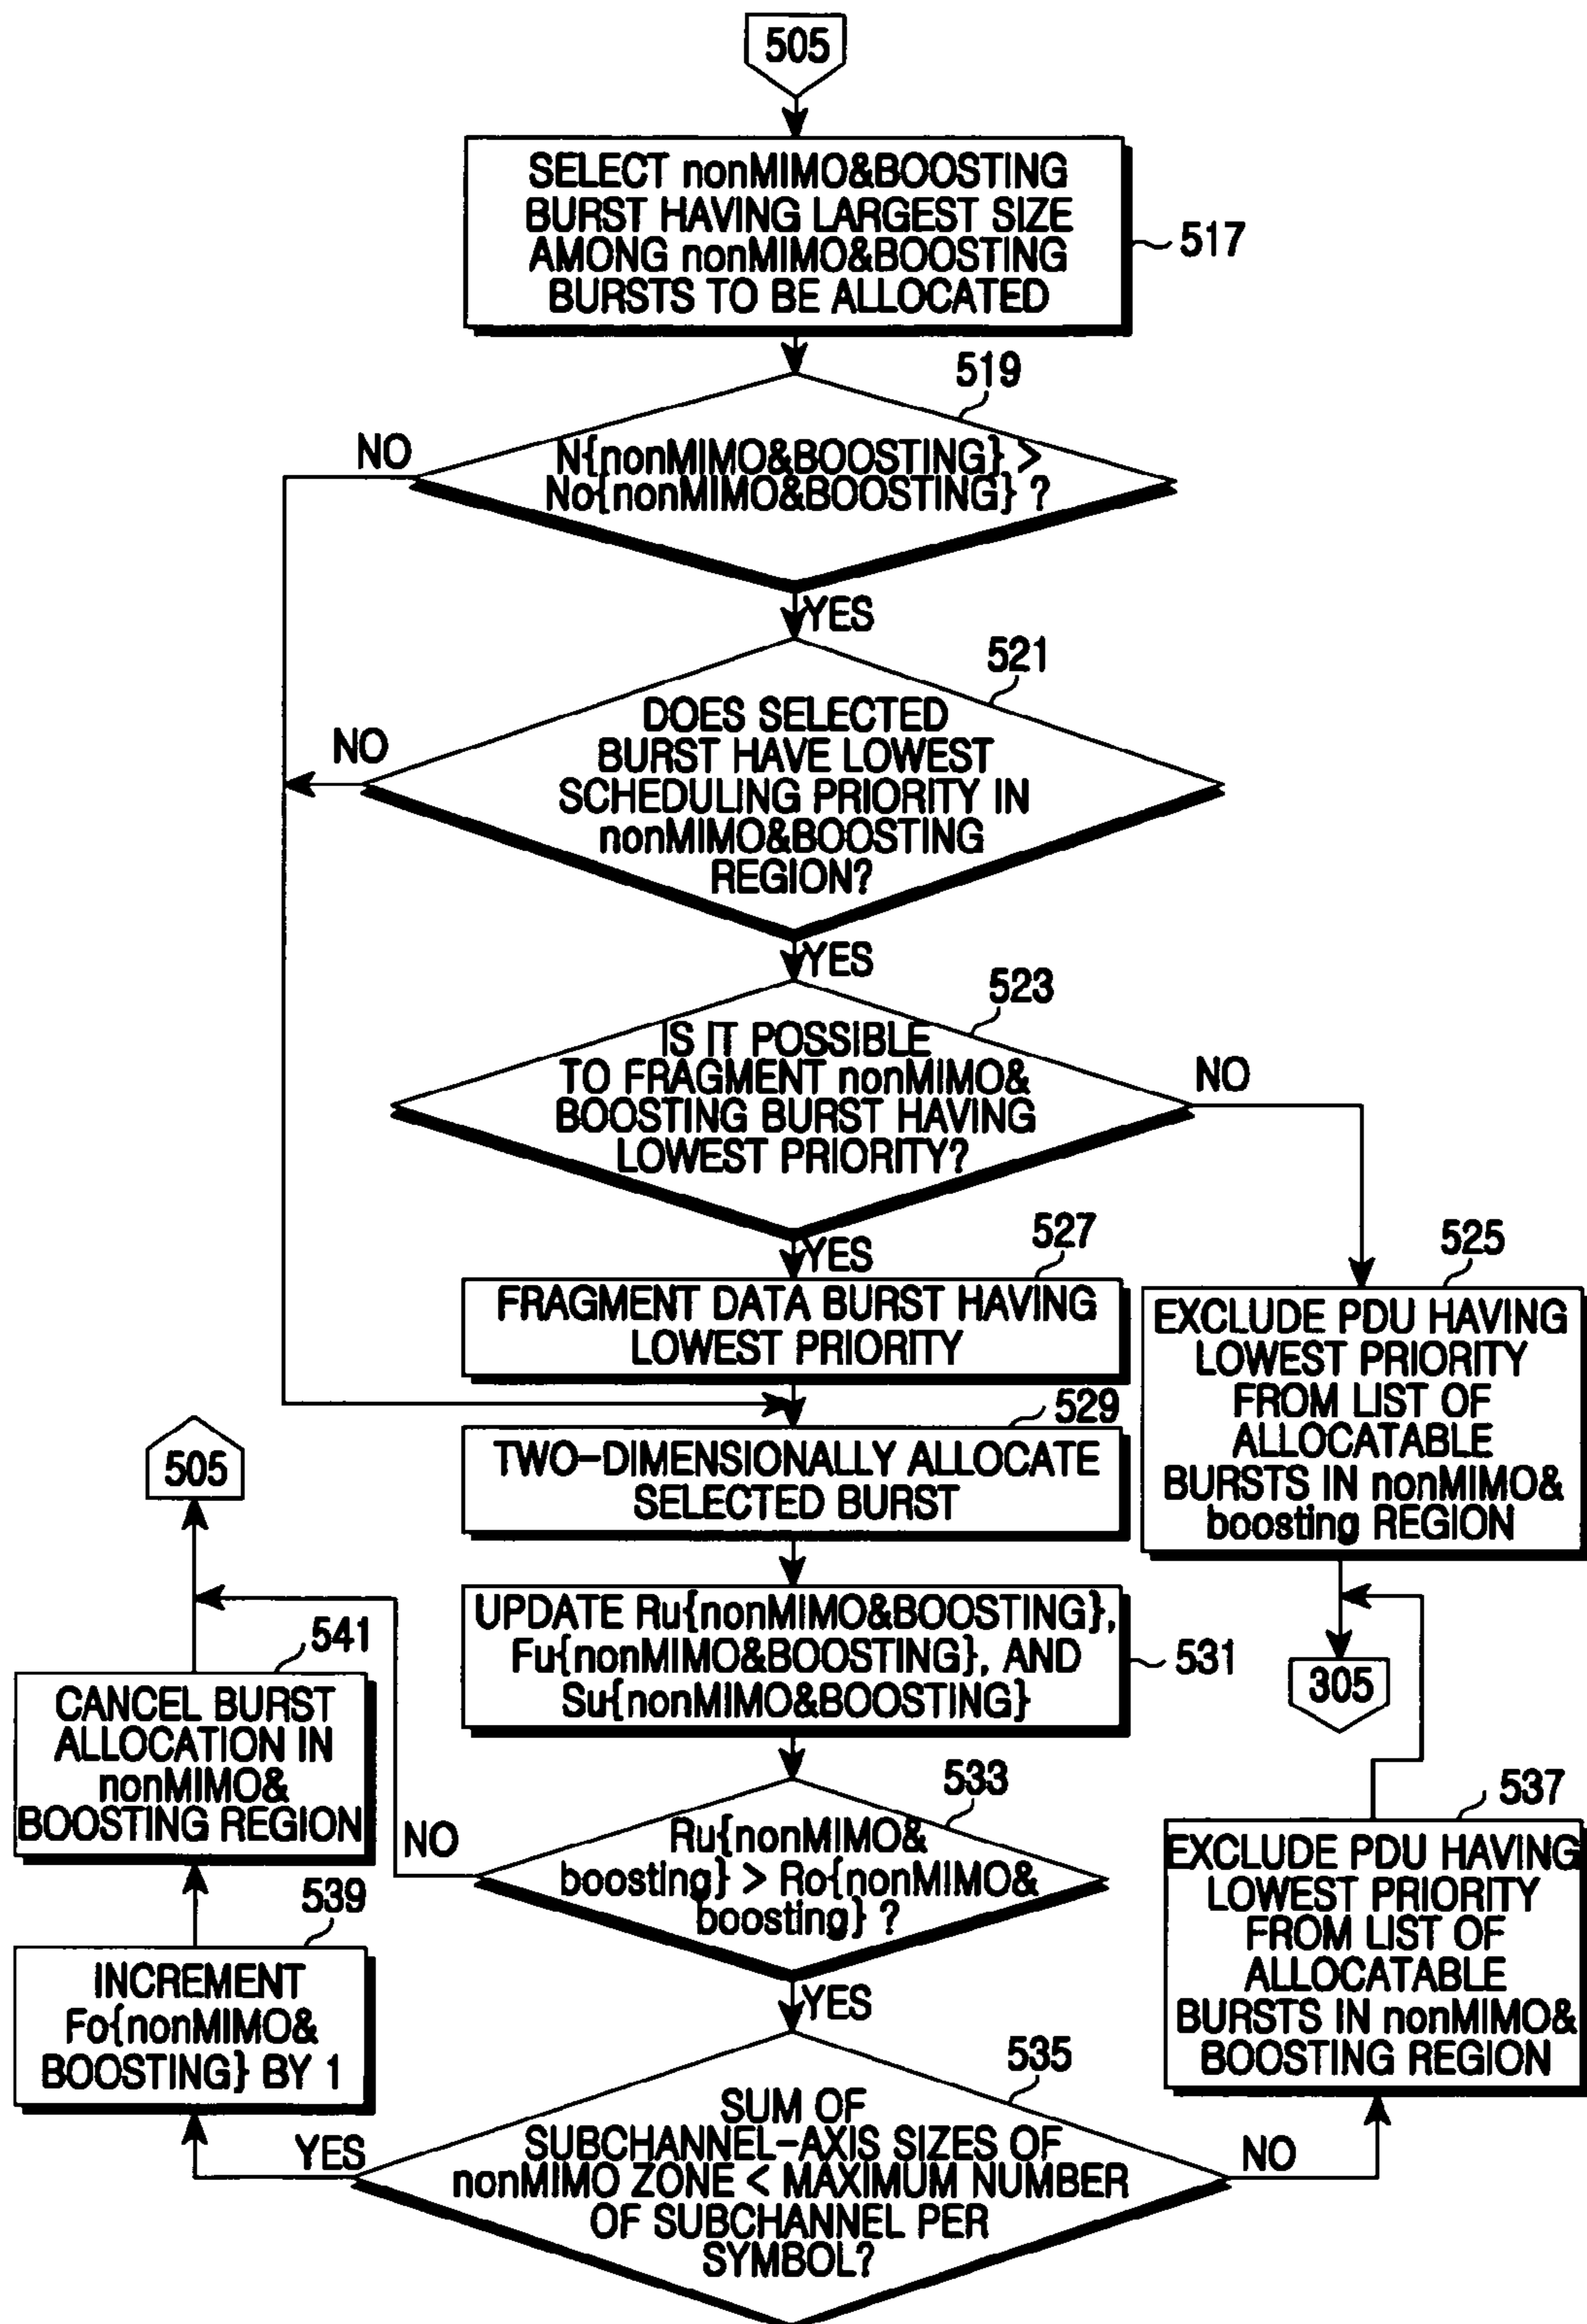 505
SELECT nonMIMO&BOOSTING
BURST HAVING LARGEST SIZE
AMONG nonMIMO&BOOSTING
BURSTS TO BE ALLOCATED
517
519
NO
N{nonMIMO&BOOSTING} >
No{nonMIMO&BOOSTING} ?
YES
521
NO
DOES SELECTED
BURST HAVE LOWEST
SCHEDULING PRIORITY IN
nonMIMO&BOOSTING
REGION?
YES
523
IS IT POSSIBLE
TO FRAGMENT nonMIMO&
BOOSTING BURST HAVING
LOWEST PRIORITY?
NO
YES
527
FRAGMENT DATA BURST HAVING
LOWEST PRIORITY
525
EXCLUDE PDU HAVING
LOWEST PRIORITY
FROM LIST OF
ALLOCATABLE
BURSTS IN nonMIMO&
boosting REGION
529
TWO-DIMENSIONALLY ALLOCATE
SELECTED BURST
505
UPDATE Ru{nonMIMO&BOOSTING},
Fu{nonMIMO&BOOSTING}, AND
Su{nonMIMO&BOOSTING}
531
305
541
CANCEL BURST
ALLOCATION IN
nonMIMO&
BOOSTING REGION
533
NO
Ru{nonMIMO&
boosting} > Ro{nonMIMO&
boosting} ?
YES
537
EXCLUDE PDU HAVING
LOWEST PRIORITY
FROM LIST OF
ALLOCATABLE
BURSTS IN nonMIMO&
BOOSTING REGION
539
INCREMENT
Fo{nonMIMO&
BOOSTING} BY 1
535
YES
SUM OF
SUBCHANNEL-AXIS SIZES OF
nonMIMO ZONE < MAXIMUM NUMBER
OF SUBCHANNEL PER
SYMBOL?
NO